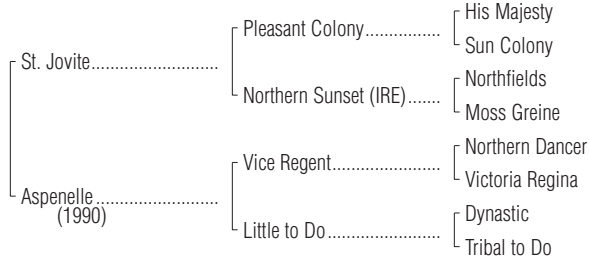 His Majesty
Pleasant Colony.................
Sun Colony
St. Jovite............................
Northfields
Northern Sunset (IRE).......
Moss Greine
Northern Dancer
Vice Regent........................
Victoria Regina
Aspenelle...........................
(1990)
Dynastic
Little to Do.........................
Tribal to Do